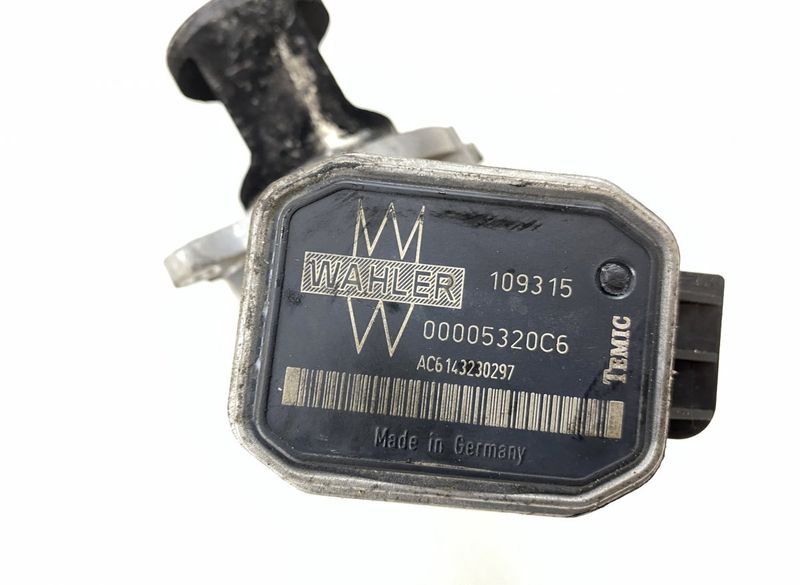 WAHLER
109315
00005320C6
AC6143230297
TEMIC
Made in Germany